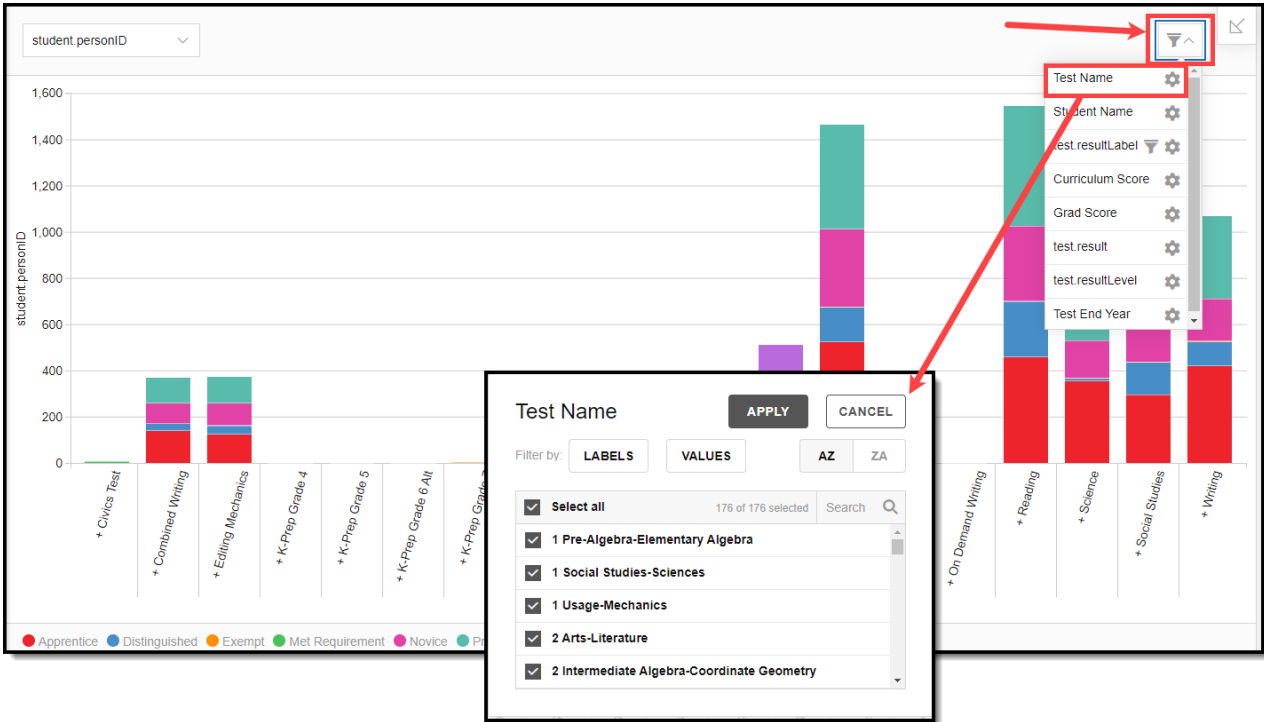 student.personID
Test Name
Student Name
test.resultLabel
Curriculum Score
Grad Score
test.result
test.resultLevel
Test End Year
1,600
1,400
1,200
1,000
800
600
400
200
0
student.personID
+ Civics Test
+ Combined Writing
+ Editing Mechanics
+ K-Prep Grade 4
+ K-Prep Grade 5
+ K-Prep Grade 6 Alt
+ K-Prep Grade
+ On Demand Writing
+ Reading
+ Science
+ Social Studies
+ Writing
Apprentice Distinguished Exempt Met Requirement Novice
Test Name APPLY CANCEL
Filter by: LABELS VALUES AZ ZA
Select all 176 of 176 selected Search
1 Pre-Algebra-Elementary Algebra
1 Social Studies-Sciences
1 Usage-Mechanics
2 Arts-Literature
2 Intermediate Algebra-Coordinate Geometry